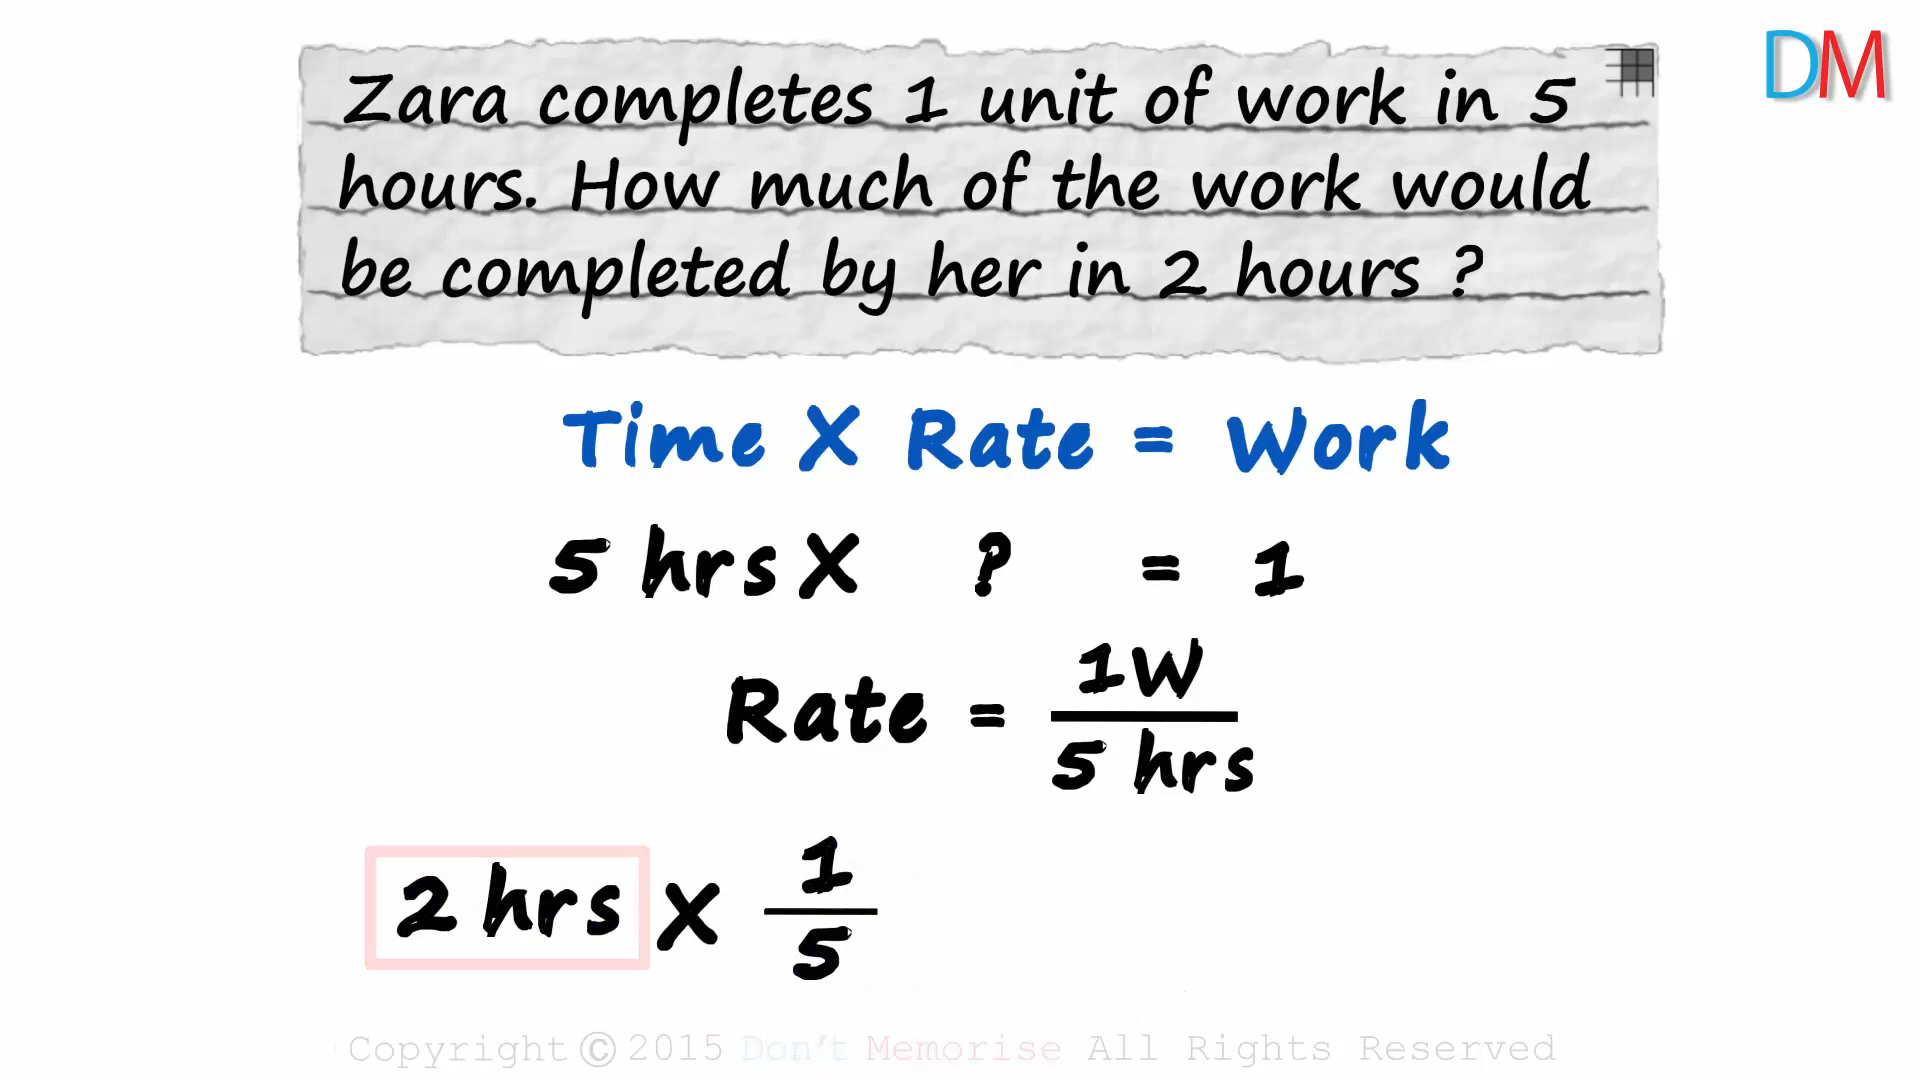 DM
Zara completes 1 unit of work in 5
hours. How much of the work would
be completed by her in 2 hours ?
Time X Rate = Work
5 hrs X ? = 1
Rate = 1W
5 hrs
2 hrs X 1
5
Copyright © 2015 Don't Memorise All Rights Reserved